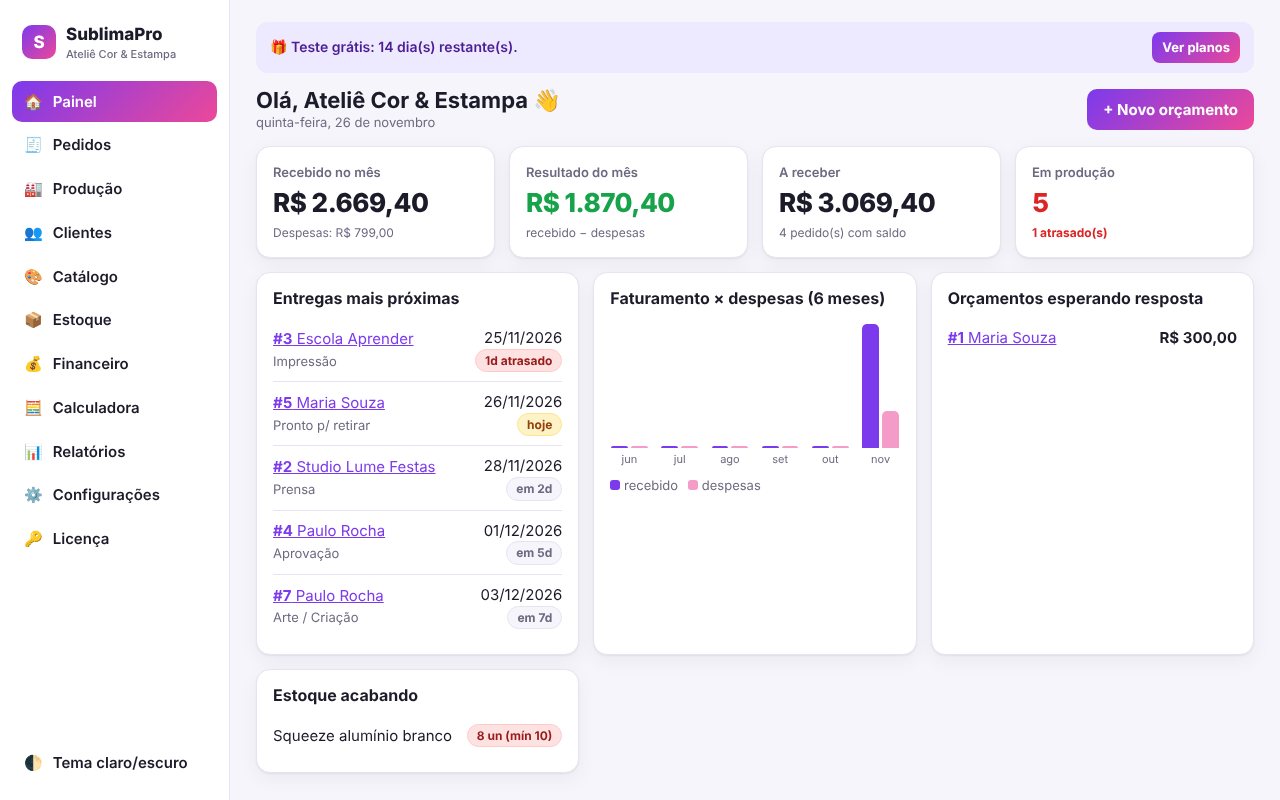 S
SublimaPro
Ateliê Cor & Estampa
Painel
Pedidos
Produção
Clientes
Catálogo
Estoque
Financeiro
Calculadora
Relatórios
Configurações
Licença
Tema claro/escuro
Teste grátis: 14 dia(s) restante(s).
Ver planos
Olá, Ateliê Cor & Estampa 👋
quinta-feira, 26 de novembro
+ Novo orçamento
Recebido no mês
R$ 2.669,40
Despesas: R$ 799,00
Resultado do mês
R$ 1.870,40
recebido − despesas
A receber
R$ 3.069,40
4 pedido(s) com saldo
Em produção
5
1 atrasado(s)
Entregas mais próximas
#3 Escola Aprender 25/11/2026
Impressão 1d atrasado
#5 Maria Souza 26/11/2026
Pronto p/ retirar hoje
#2 Studio Lume Festas 28/11/2026
Prensa em 2d
#4 Paulo Rocha 01/12/2026
Aprovação em 5d
#7 Paulo Rocha 03/12/2026
Arte / Criação em 7d
Faturamento × despesas (6 meses)
jun jul ago set out nov
recebido despesas
Orçamentos esperando resposta
#1 Maria Souza R$ 300,00
Estoque acabando
Squeeze alumínio branco 8 un (mín 10)